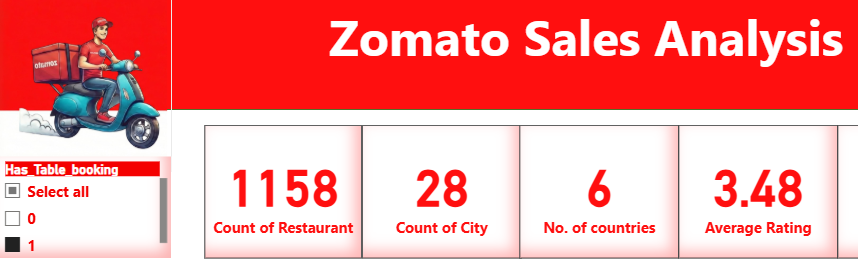 Zomato Sales Analysis
Has_Table_booking
Select all
0
1
1158
Count of Restaurant
28
Count of City
6
No. of countries
3.48
Average Rating